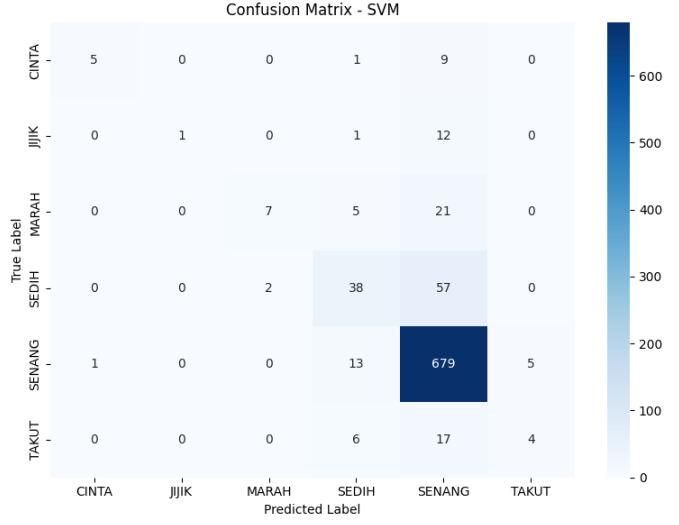 Confusion Matrix - SVM
CINTA 5 0 0 1 9 0
JIJIK 0 1 0 1 12 0
MARAH 0 0 7 5 21 0
SEDIH 0 0 2 38 57 0
SENANG 1 0 0 13 679 5
TAKUT 0 0 0 6 17 4
CINTA JIJIK MARAH SEDIH SENANG TAKUT
Predicted Label
True Label
600
500
400
300
200
100
0